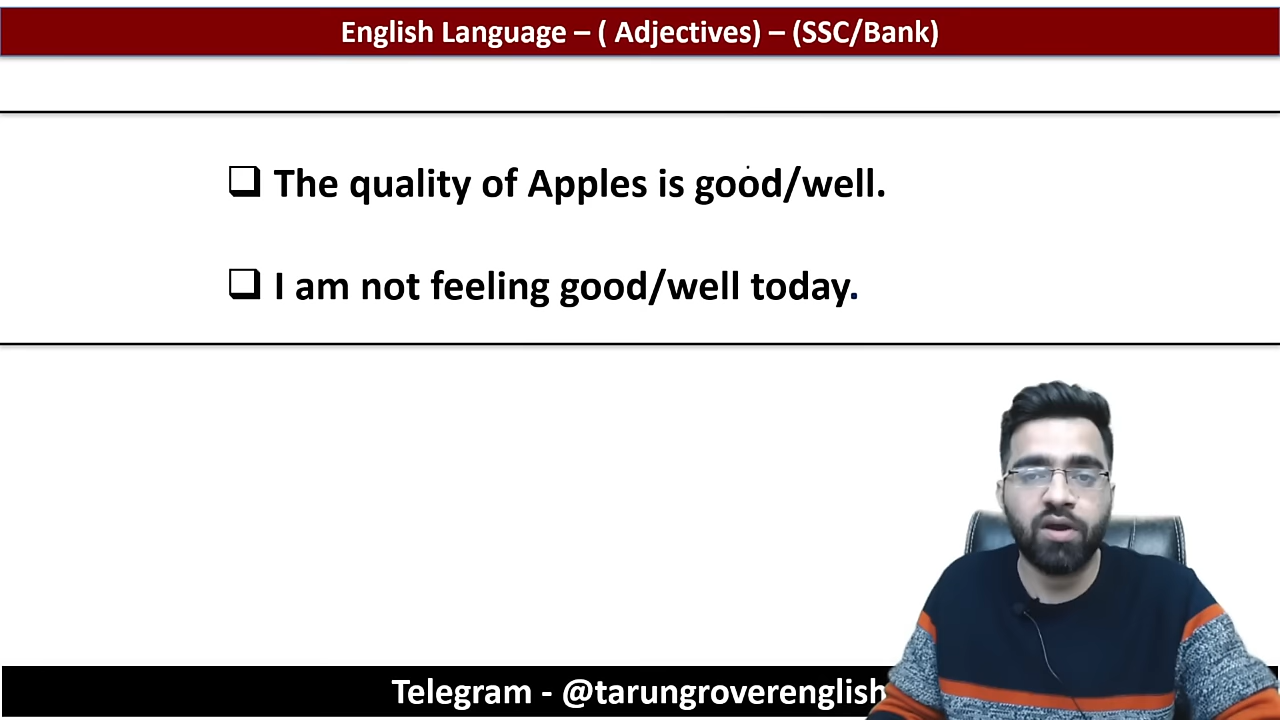 English Language – ( Adjectives) – (SSC/Bank)
❑ The quality of Apples is good/well.
❑ I am not feeling good/well today.
Telegram - @tarungroverenglish